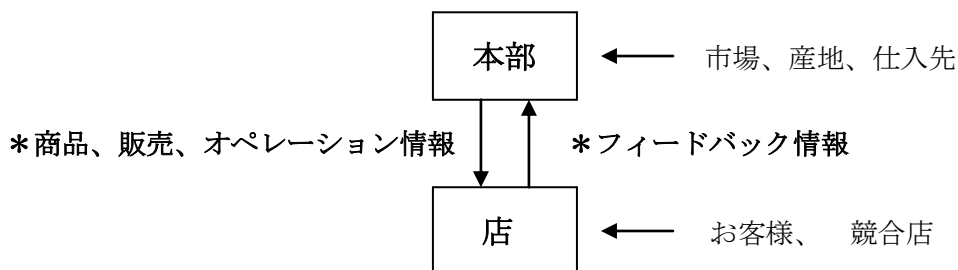 本部
市場、産地、仕入先
＊商品、販売、オペレーション情報
＊フィードバック情報
店
お客様、　競合店